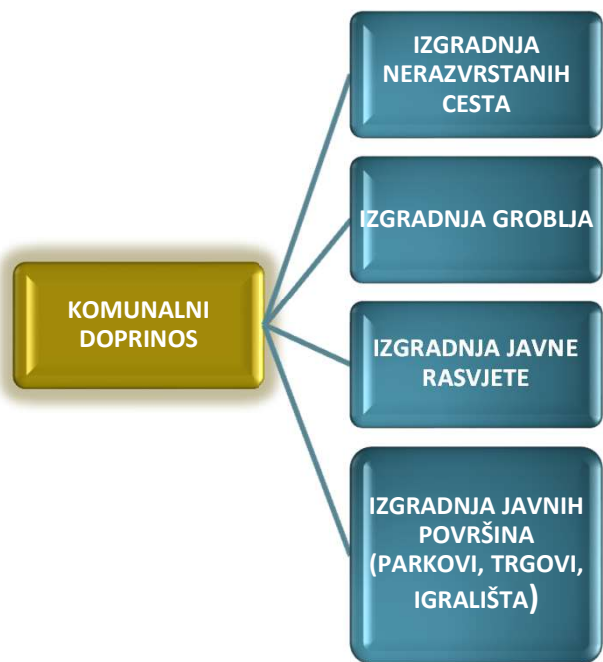 IZGRADNJA
NERAZVRSTANIH
CESTA
IZGRADNJA GROBLJA
KOMUNALNI
DOPRINOS
IZGRADNJA JAVNE
RASVJETE
IZGRADNJA JAVNIH
POVRŠINA
(PARKOVI, TRGOVI,
IGRALIŠTA)